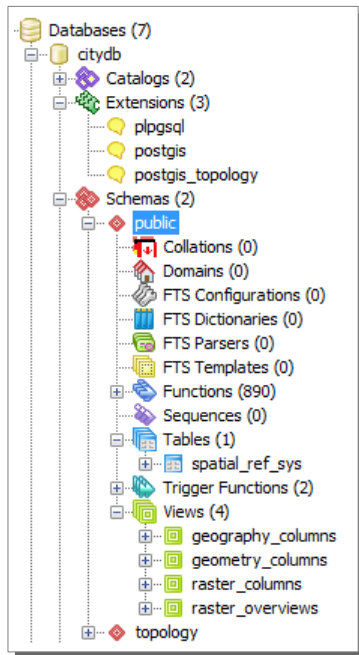 Databases (7)
citydb
Catalogs (2)
Extensions (3)
plpgsql
postgis
postgis_topology
Schemas (2)
public
Collations (0)
Domains (0)
FTS Configurations (0)
FTS Dictionaries (0)
FTS Parsers (0)
FTS Templates (0)
Functions (890)
Sequences (0)
Tables (1)
spatial_ref_sys
Trigger Functions (2)
Views (4)
geography_columns
geometry_columns
raster_columns
raster_overviews
topology